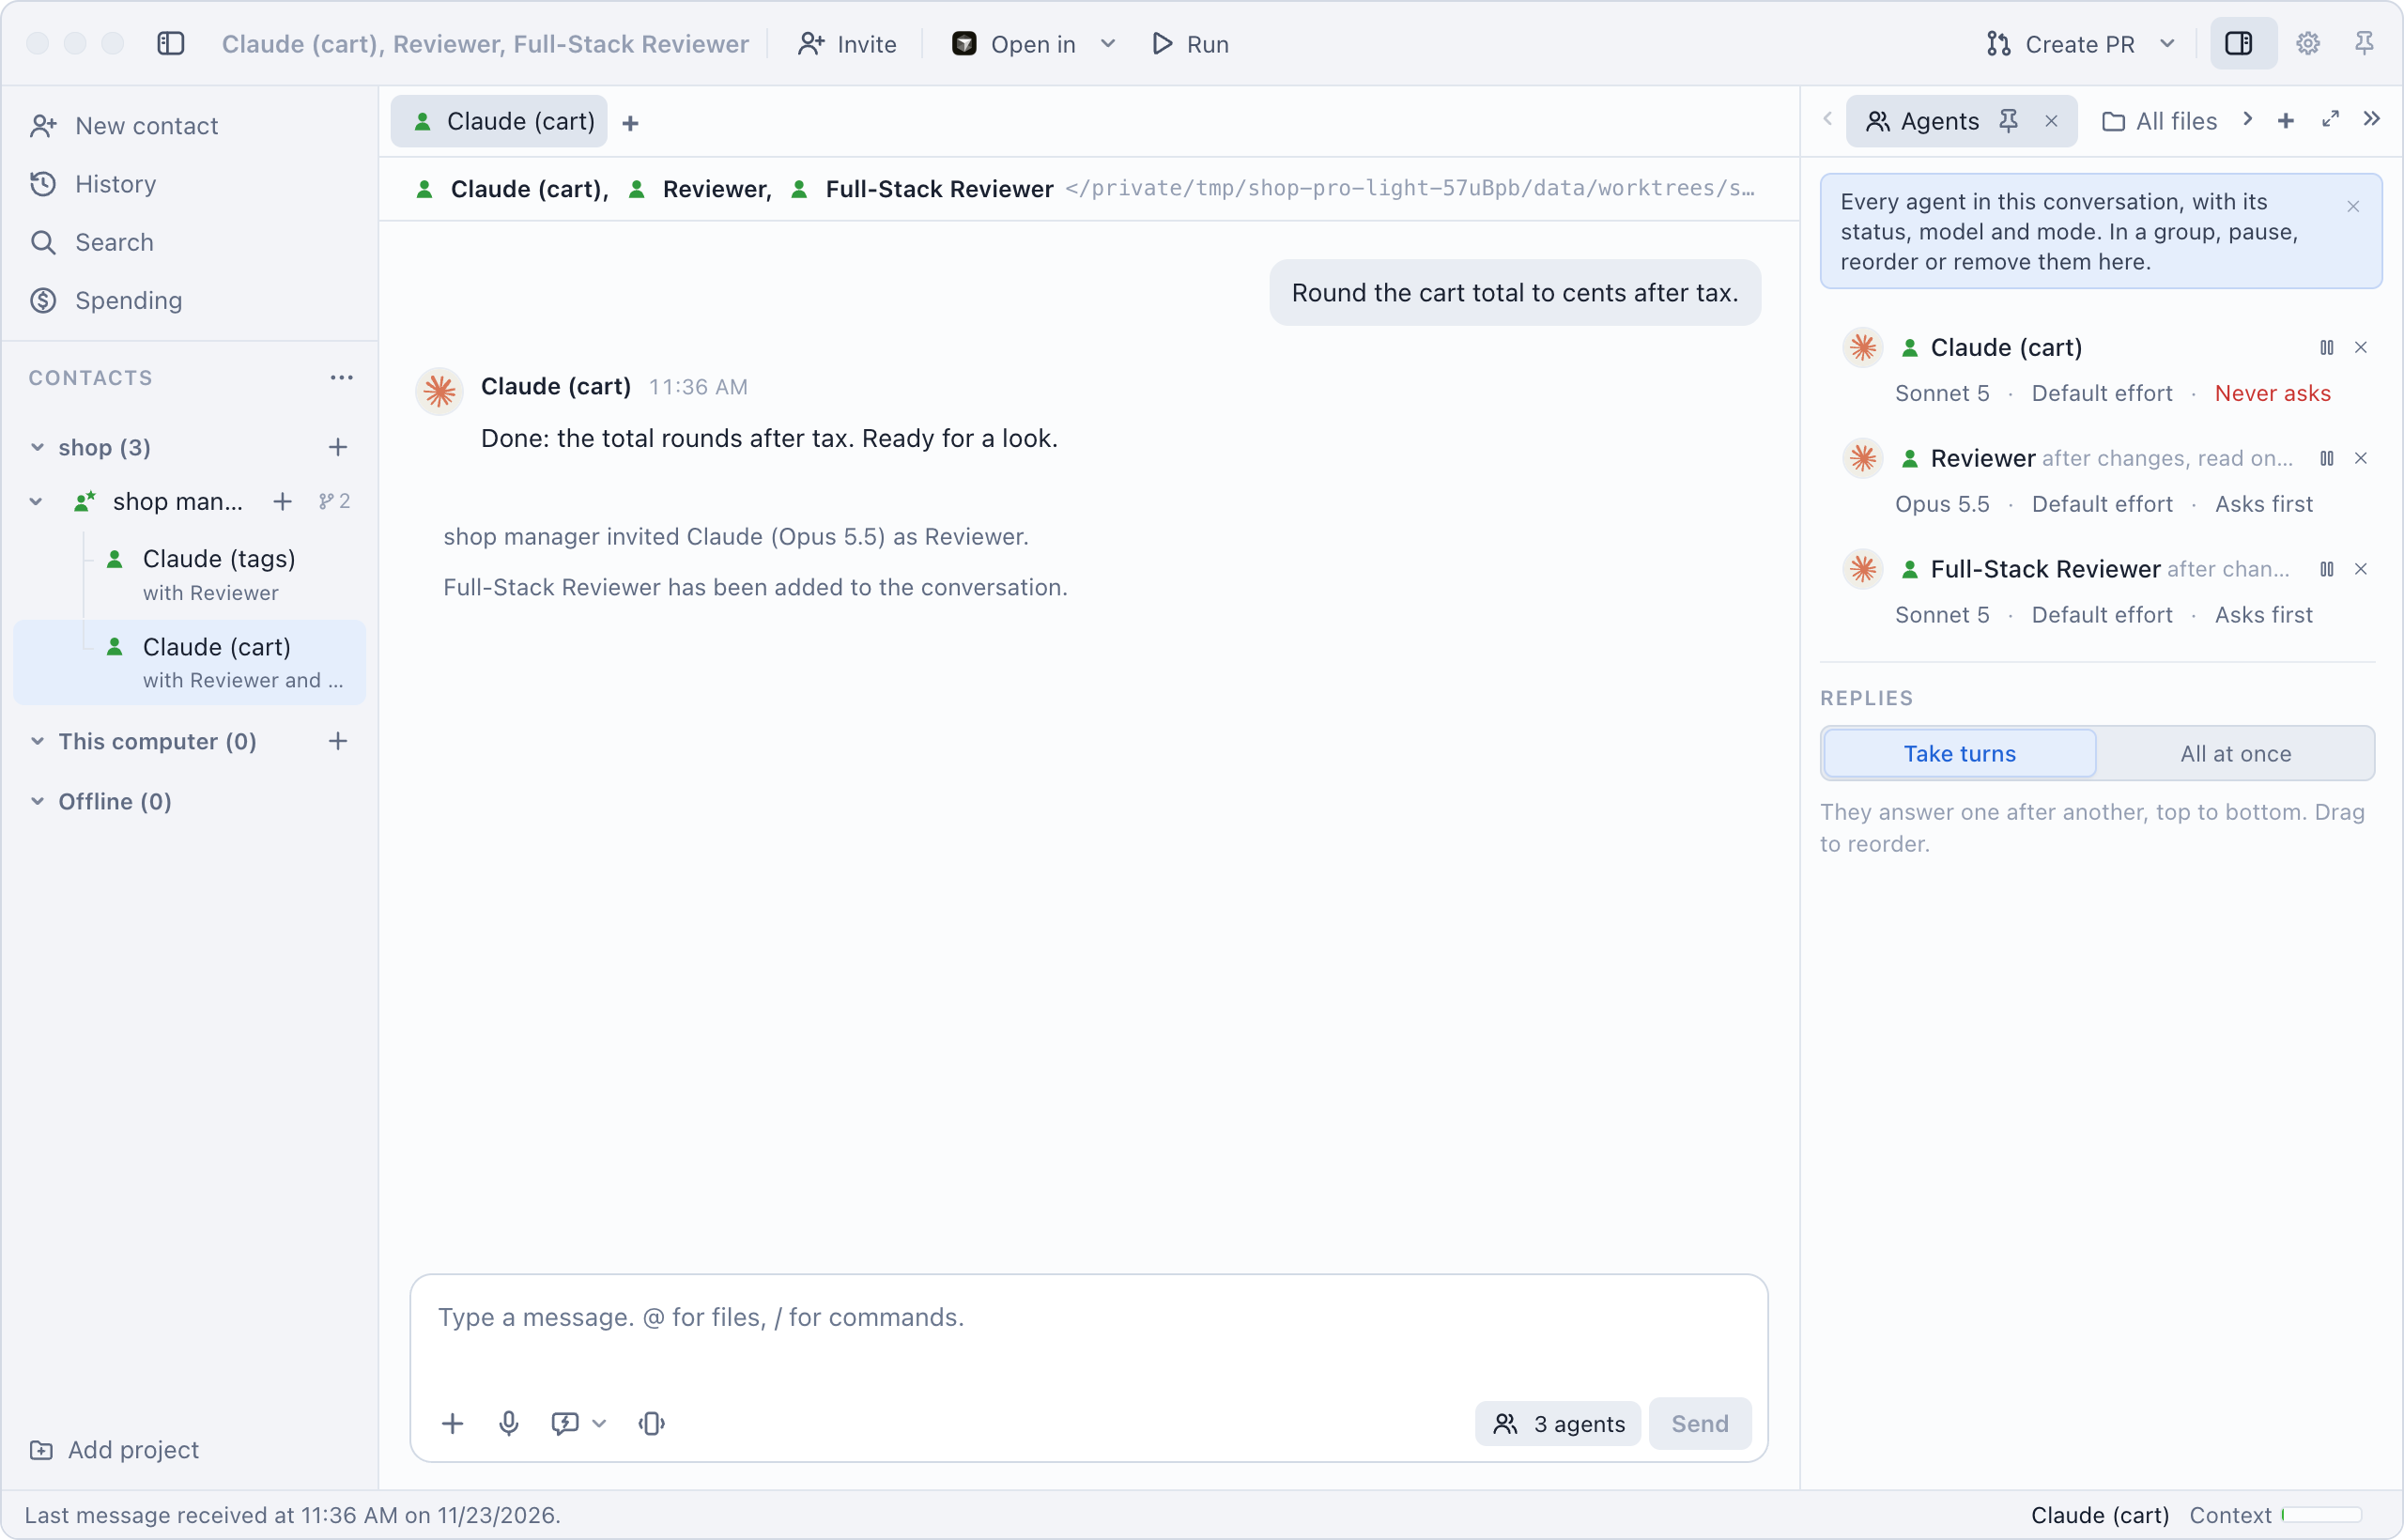 Claude (cart), Reviewer, Full-Stack Reviewer
Invite
Open in
Run
Create PR
New contact
History
Search
Spending
CONTACTS
shop (3)
shop man...
2
Claude (tags)
with Reviewer
Claude (cart)
with Reviewer and ...
This computer (0)
Offline (0)
Add project
Claude (cart)
Claude (cart), Reviewer, Full-Stack Reviewer </private/tmp/shop-pro-light-57uBpb/data/worktrees/s…
Round the cart total to cents after tax.
Claude (cart) 11:36 AM
Done: the total rounds after tax. Ready for a look.
shop manager invited Claude (Opus 5.5) as Reviewer.
Full-Stack Reviewer has been added to the conversation.
Type a message. @ for files, / for commands.
3 agents
Send
Agents
All files
Every agent in this conversation, with its
status, model and mode. In a group, pause,
reorder or remove them here.
Claude (cart)
Sonnet 5 · Default effort · Never asks
Reviewer after changes, read on...
Opus 5.5 · Default effort · Asks first
Full-Stack Reviewer after chan...
Sonnet 5 · Default effort · Asks first
REPLIES
Take turns
All at once
They answer one after another, top to bottom. Drag
to reorder.
Last message received at 11:36 AM on 11/23/2026.
Claude (cart) Context